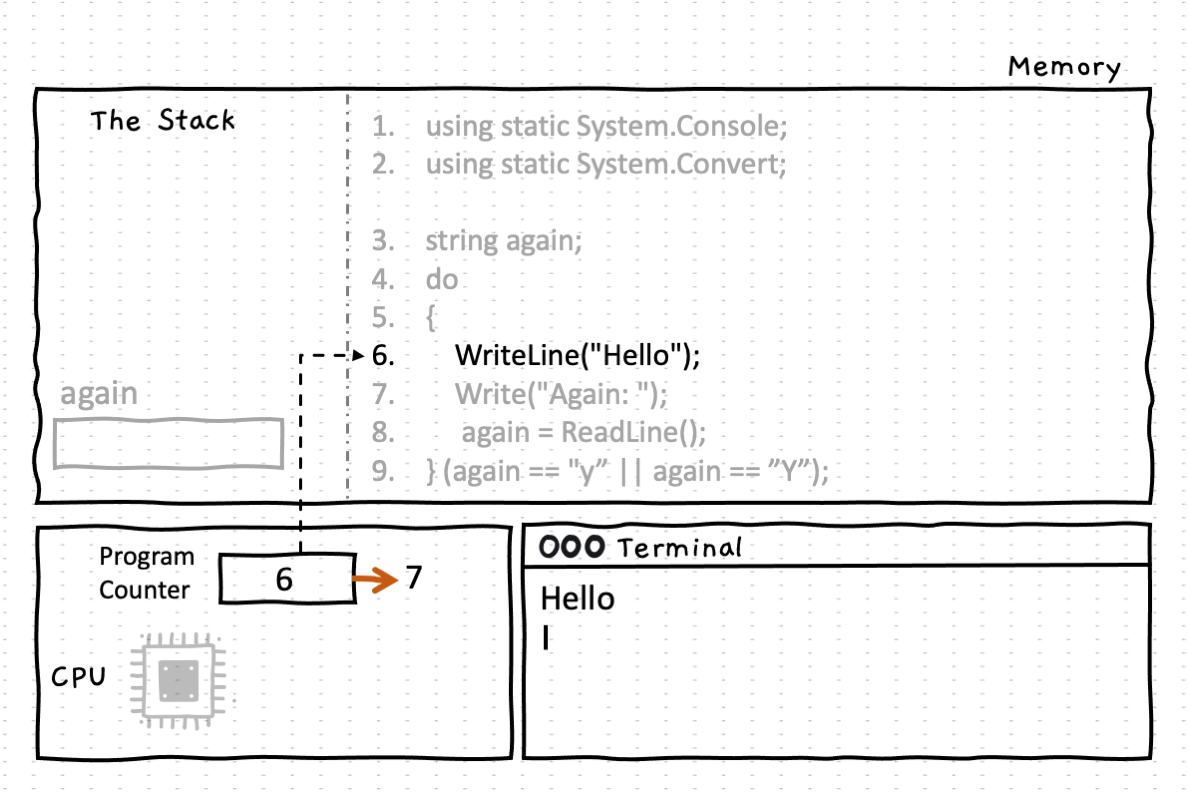 Memory
The Stack
1. using static System.Console;
2. using static System.Convert;
3. string again;
4. do
5. {
6. WriteLine("Hello");
7. Write("Again: ");
8. again = ReadLine();
9. } (again == "y” || again == ”Y”);
again
Program
Counter
6
7
CPU
OOO Terminal
Hello
|